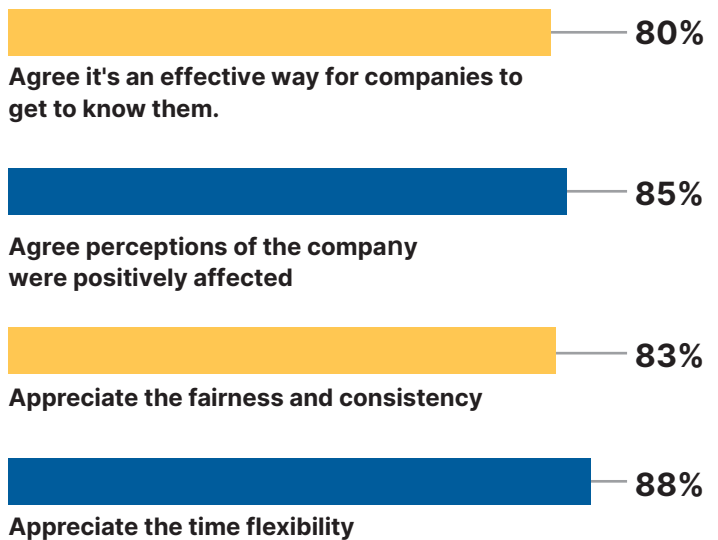 80%
Agree it's an effective way for companies to
get to know them.
85%
Agree perceptions of the company
were positively affected
83%
Appreciate the fairness and consistency
88%
Appreciate the time flexibility